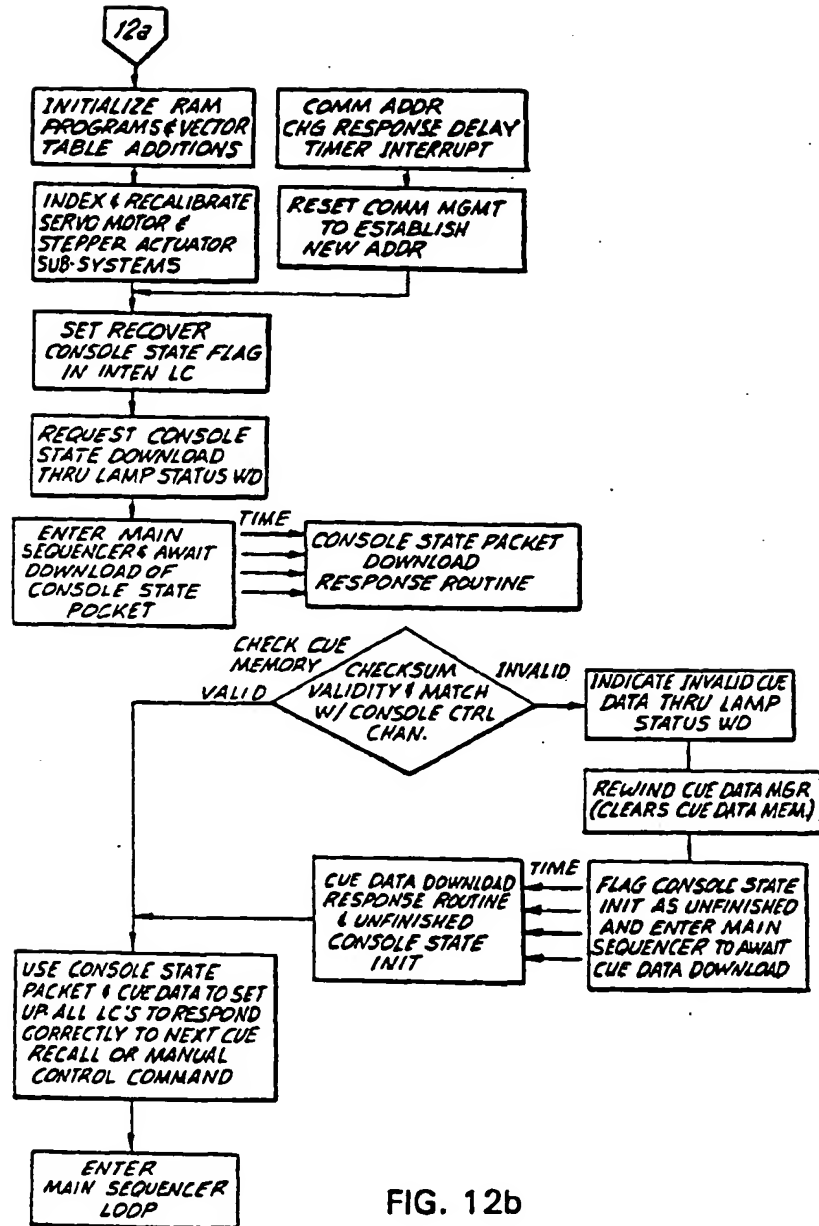 12a
INITIALIZE RAM
PROGRAMS & VECTOR
TABLE ADDITIONS
COMM ADDR
CHG RESPONSE DELAY
TIMER INTERRUPT
INDEX & RECALIBRATE
SERVO MOTOR &
STEPPER ACTUATOR
SUB-SYSTEMS
RESET COMM MGMT
TO ESTABLISH
NEW ADDR
SET RECOVER
CONSOLE STATE FLAG
IN INTEN LC
REQUEST CONSOLE
STATE DOWNLOAD
THRU LAMP STATUS WD
ENTER MAIN
SEQUENCER & AWAIT
DOWNLOAD OF
CONSOLE STATE
POCKET
TIME
CONSOLE STATE PACKET
DOWNLOAD
RESPONSE ROUTINE
CHECK CUE
MEMORY
VALID
CHECKSUM
VALIDITY & MATCH
W/ CONSOLE CTRL
CHAN.
INVALID
INDICATE INVALID CUE
DATA THRU LAMP
STATUS WD
REWIND CUE DATA MGR
(CLEARS CUE DATA MEM.)
TIME
FLAG CONSOLE STATE
INIT AS UNFINISHED
AND ENTER MAIN
SEQUENCER TO AWAIT
CUE DATA DOWNLOAD
CUE DATA DOWNLOAD
RESPONSE ROUTINE
& UNFINISHED
CONSOLE STATE
INIT
USE CONSOLE STATE
PACKET & CUE DATA TO SET
UP ALL LC'S TO RESPOND
CORRECTLY TO NEXT CUE
RECALL OR MANUAL
CONTROL COMMAND
ENTER
MAIN SEQUENCER
LOOP
FIG. 12b